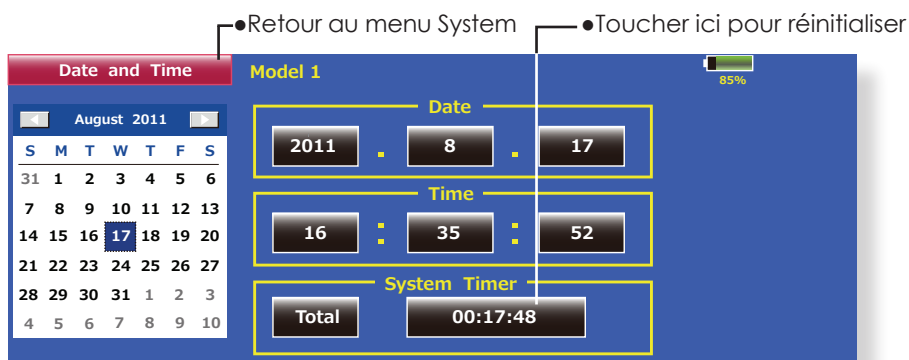 ●Retour au menu System ●Toucher ici pour réinitialiser
Date and Time Model 1 85%
August 2011
S M T W T F S
31 1 2 3 4 5 6
7 8 9 10 11 12 13
14 15 16 17 18 19 20
21 22 23 24 25 26 27
28 29 30 31 1 2 3
4 5 6 7 8 9 10
Date
2011 . 8 . 17
Time
16 : 35 : 52
System Timer
Total 00:17:48